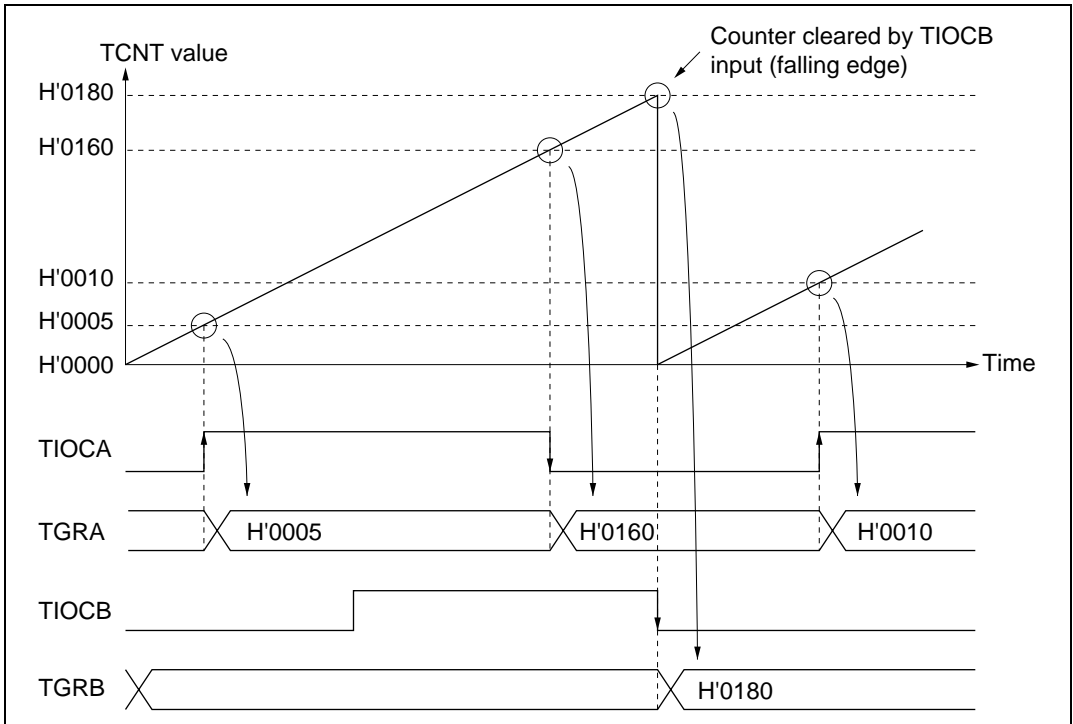 Counter cleared by TIOCB
input (falling edge)
TCNT value
H'0180
H'0160
H'0010
H'0005
H'0000
Time
TIOCA
TGRA
H'0005
H'0160
H'0010
TIOCB
TGRB
H'0180